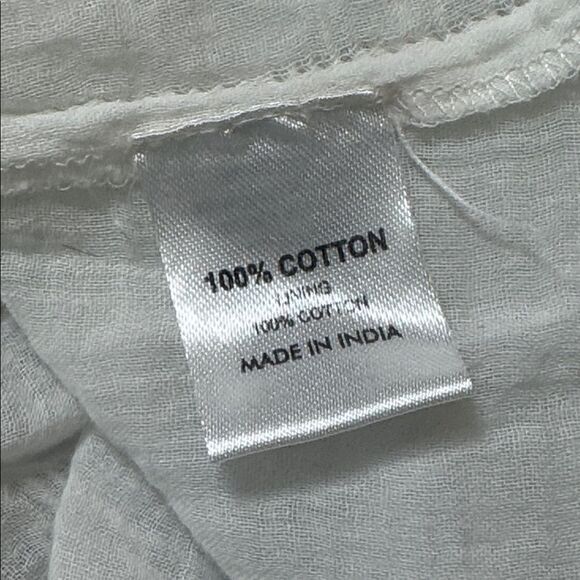 100% COTTON
LINING
100% COTTON
MADE IN INDIA